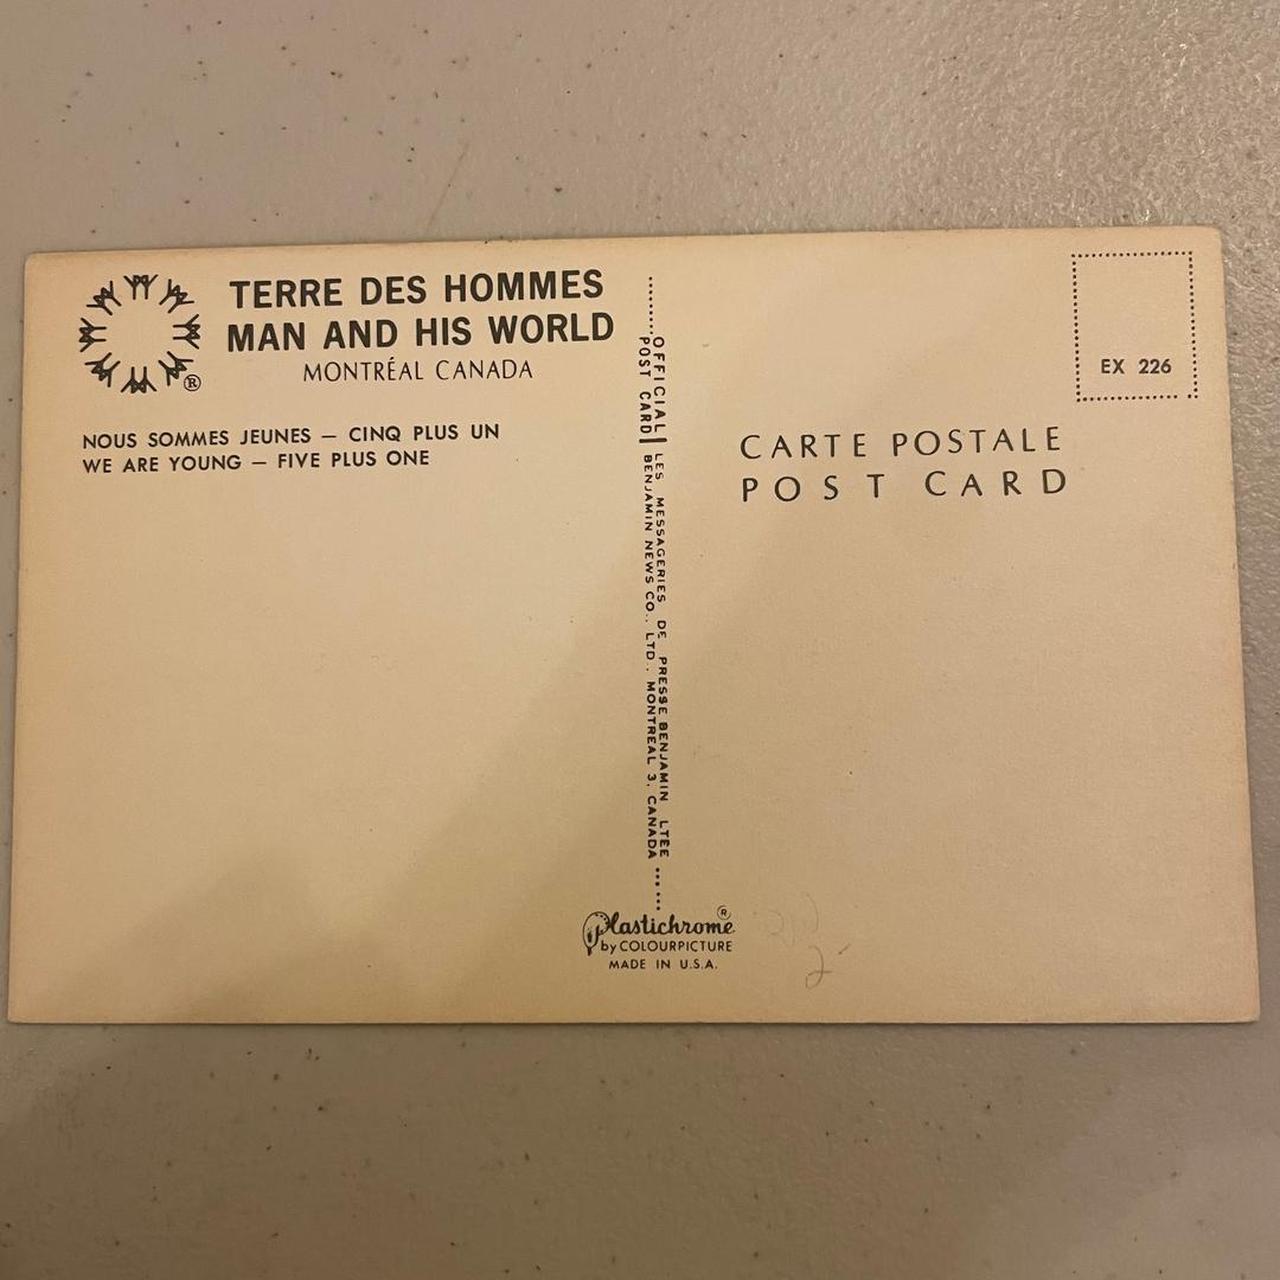 TERRE DES HOMMES
MAN AND HIS WORLD
MONTRÉAL CANADA
®
NOUS SOMMES JEUNES — CINQ PLUS UN
WE ARE YOUNG — FIVE PLUS ONE
OFFICIAL LES MESSAGERIES DE PRESSE BENJAMIN LTEE
POST CARD BENJAMIN NEWS CO., LTD., MONTREAL 3, CANADA
EX 226
CARTE POSTALE
POST CARD
Plastichrome ®
by COLOURPICTURE
MADE IN U.S.A.